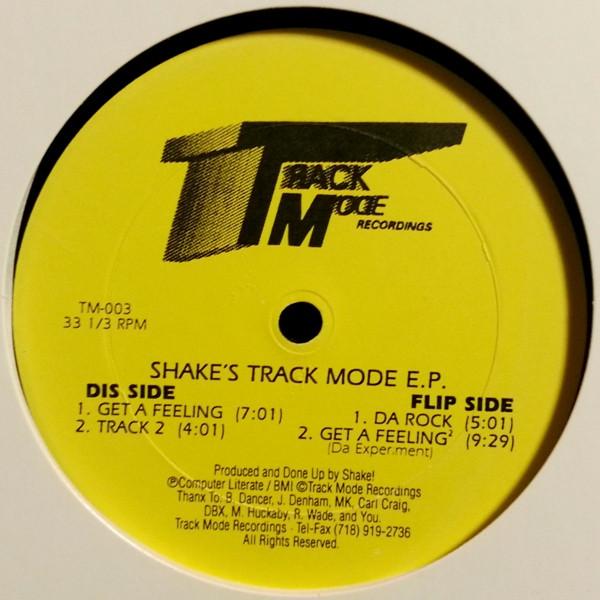 TRACK
MODE
RECORDINGS
TM-003
33 1/3 RPM
SHAKE'S TRACK MODE E.P.
DIS SIDE
1. GET A FEELING (7:01)
2. TRACK 2 (4:01)
FLIP SIDE
1. DA ROCK (5:01)
2. GET A FEELING² (9:29)
(Da Exper.ment)
Produced and Done Up by Shake!
℗Computer Literate / BMI ©Track Mode Recordings
Thanx To: B. Dancer, J. Denham, MK, Carl Craig,
DBX, M. Huckaby, R. Wade, and You.
Track Mode Recordings · Tel-Fax (718) 919-2736
All Rights Reserved.